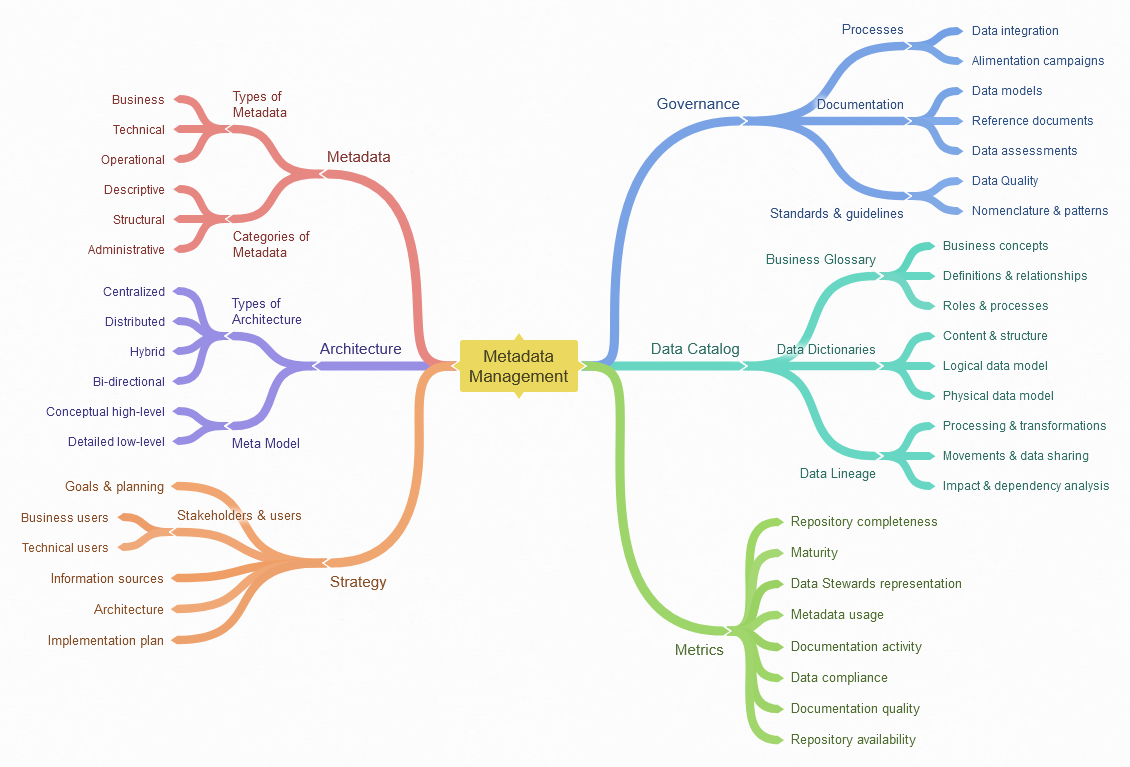 Metadata
Management
Metadata
Types of
Metadata
Business
Technical
Operational
Categories of
Metadata
Descriptive
Structural
Administrative
Architecture
Types of
Architecture
Centralized
Distributed
Hybrid
Bi-directional
Meta Model
Conceptual high-level
Detailed low-level
Strategy
Goals & planning
Stakeholders & users
Business users
Technical users
Information sources
Architecture
Implementation plan
Governance
Processes
Data integration
Alimentation campaigns
Documentation
Data models
Reference documents
Data assessments
Standards & guidelines
Data Quality
Nomenclature & patterns
Data Catalog
Business Glossary
Business concepts
Definitions & relationships
Roles & processes
Data Dictionaries
Content & structure
Logical data model
Physical data model
Data Lineage
Processing & transformations
Movements & data sharing
Impact & dependency analysis
Metrics
Repository completeness
Maturity
Data Stewards representation
Metadata usage
Documentation activity
Data compliance
Documentation quality
Repository availability